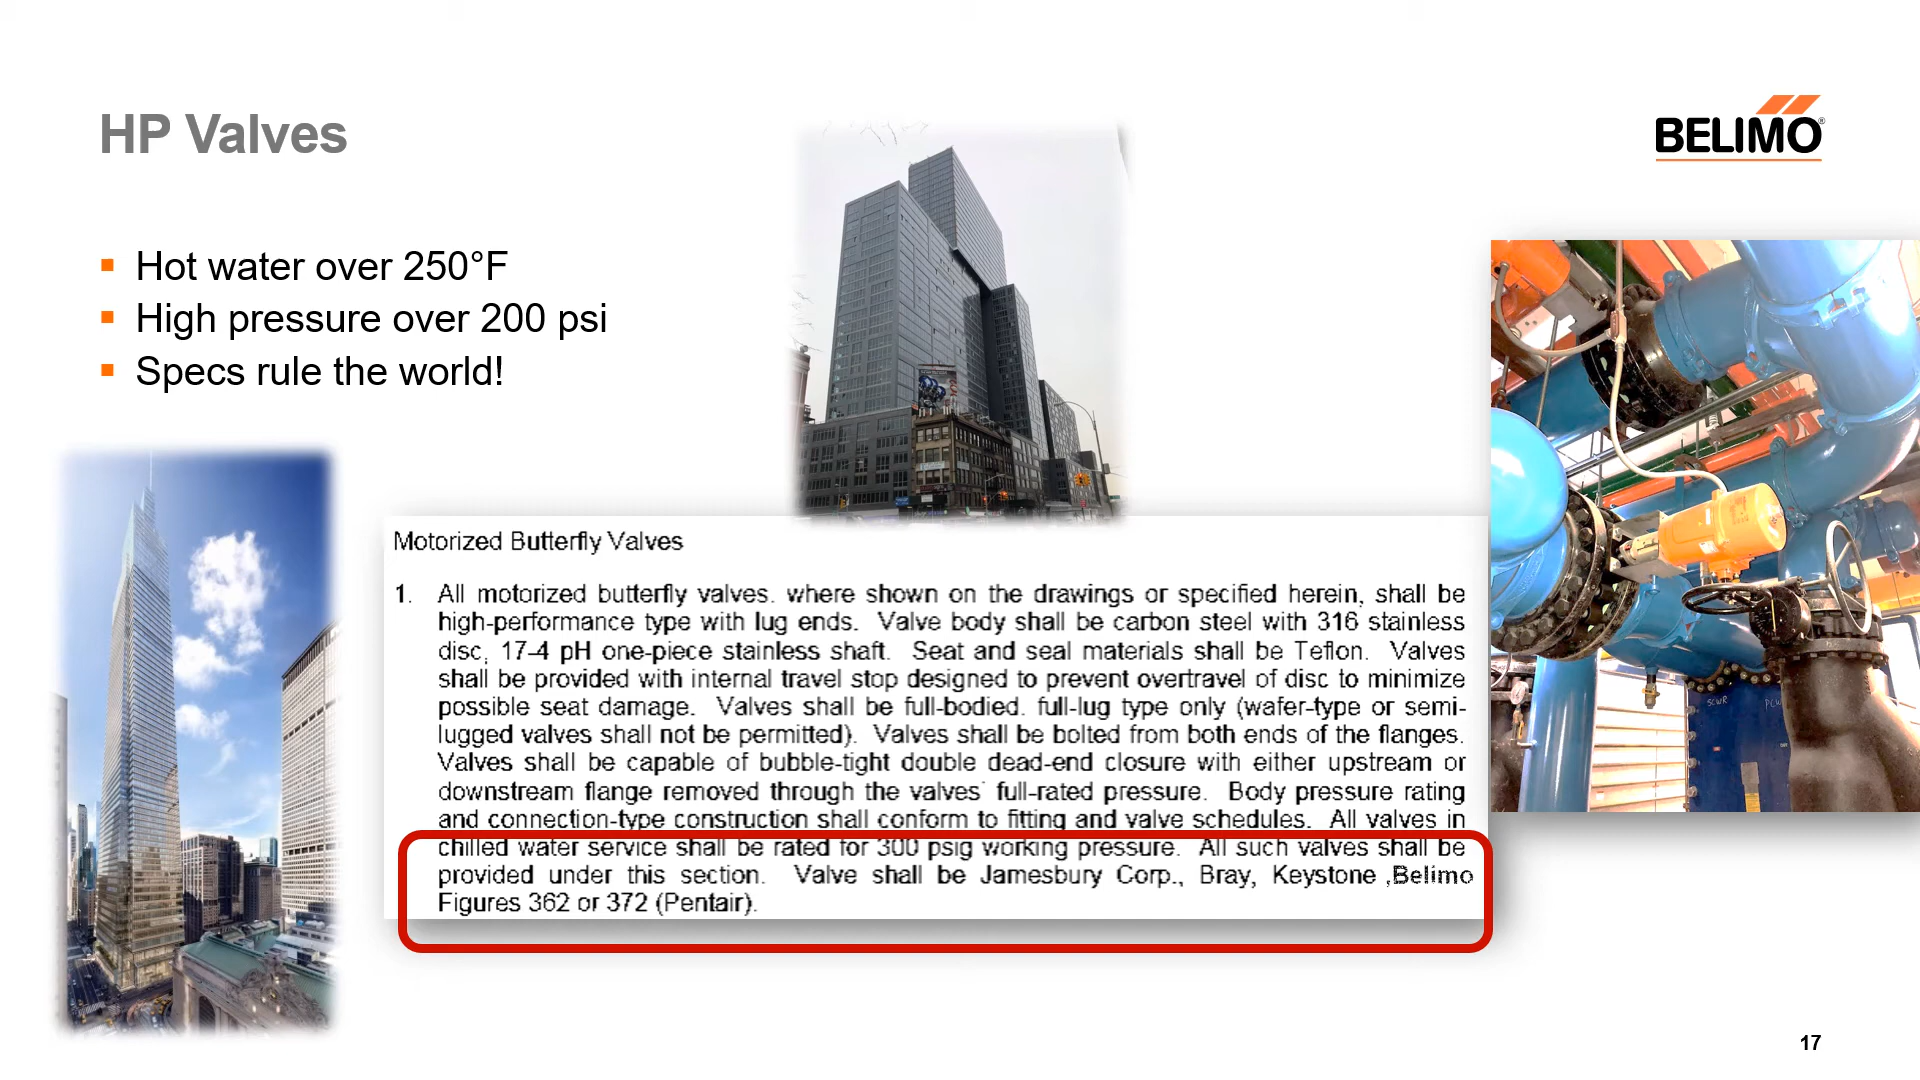 HP Valves
BELIMO®
Hot water over 250°F
High pressure over 200 psi
Specs rule the world!
Motorized Butterfly Valves
1. All motorized butterfly valves. where shown on the drawings or specified herein, shall be
high-performance type with lug ends. Valve body shall be carbon steel with 316 stainless
disc, 17-4 pH one-piece stainless shaft. Seat and seal materials shall be Teflon. Valves
shall be provided with internal travel stop designed to prevent overtravel of disc to minimize
possible seat damage. Valves shall be full-bodied. full-lug type only (wafer-type or semi-
lugged valves shall not be permitted). Valves shall be bolted from both ends of the flanges.
Valves shall be capable of bubble-tight double dead-end closure with either upstream or
downstream flange removed through the valves' full-rated pressure. Body pressure rating
and connection-type construction shall conform to fitting and valve schedules. All valves in
chilled water service shall be rated for 300 psig working pressure. All such valves shall be
provided under this section. Valve shall be Jamesbury Corp., Bray, Keystone ,Belimo
Figures 362 or 372 (Pentair).
SCWR
17